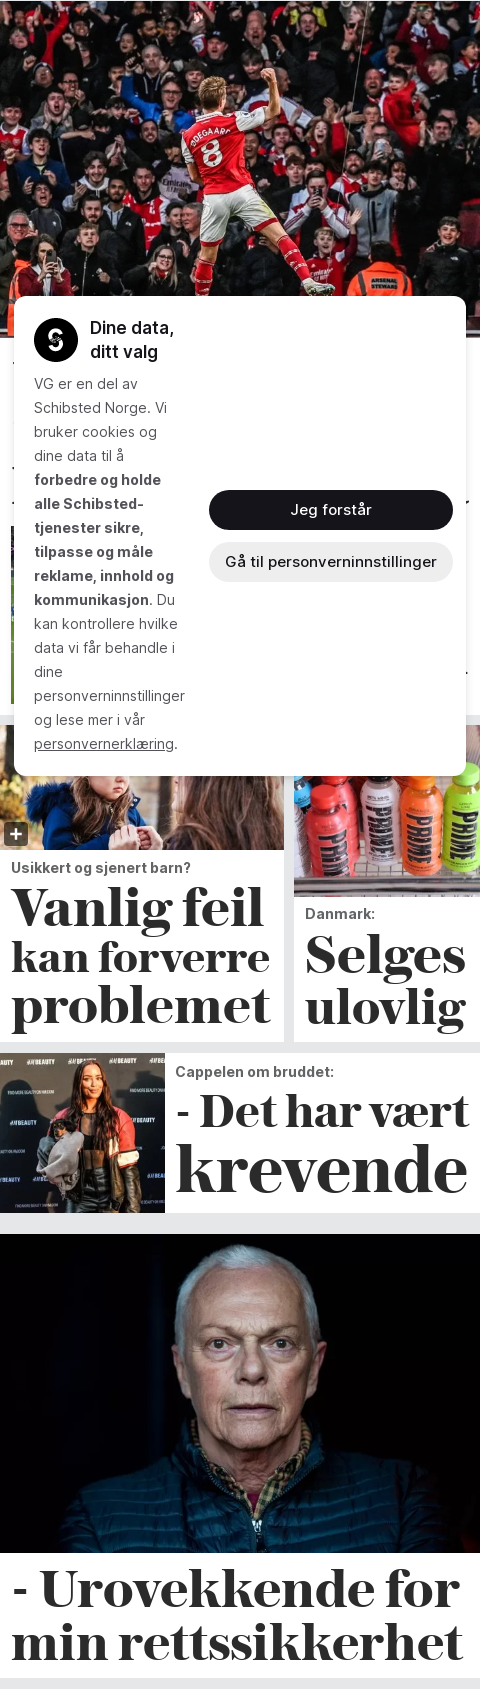 ØDEGAARD
8
ARSENAL
STEWARD
Dine data,
ditt valg
VG er en del av
Schibsted Norge. Vi
bruker cookies og
dine data til å
forbedre og holde
alle Schibsted-
tjenester sikre,
tilpasse og måle
reklame, innhold og
kommunikasjon. Du
kan kontrollere hvilke
data vi får behandle i
dine
personverninnstillinger
og lese mer i vår
personvernerklæring.
Jeg forstår
Gå til personverninnstillinger
PRIME
PRIME
PRIME
PRIME
Usikkert og sjenert barn?
Vanlig feil
kan forverre
problemet
Danmark:
Selges
ulovlig
Cappelen om bruddet:
- Det har vært
krevende
- Urovekkende for
min rettssikkerhet